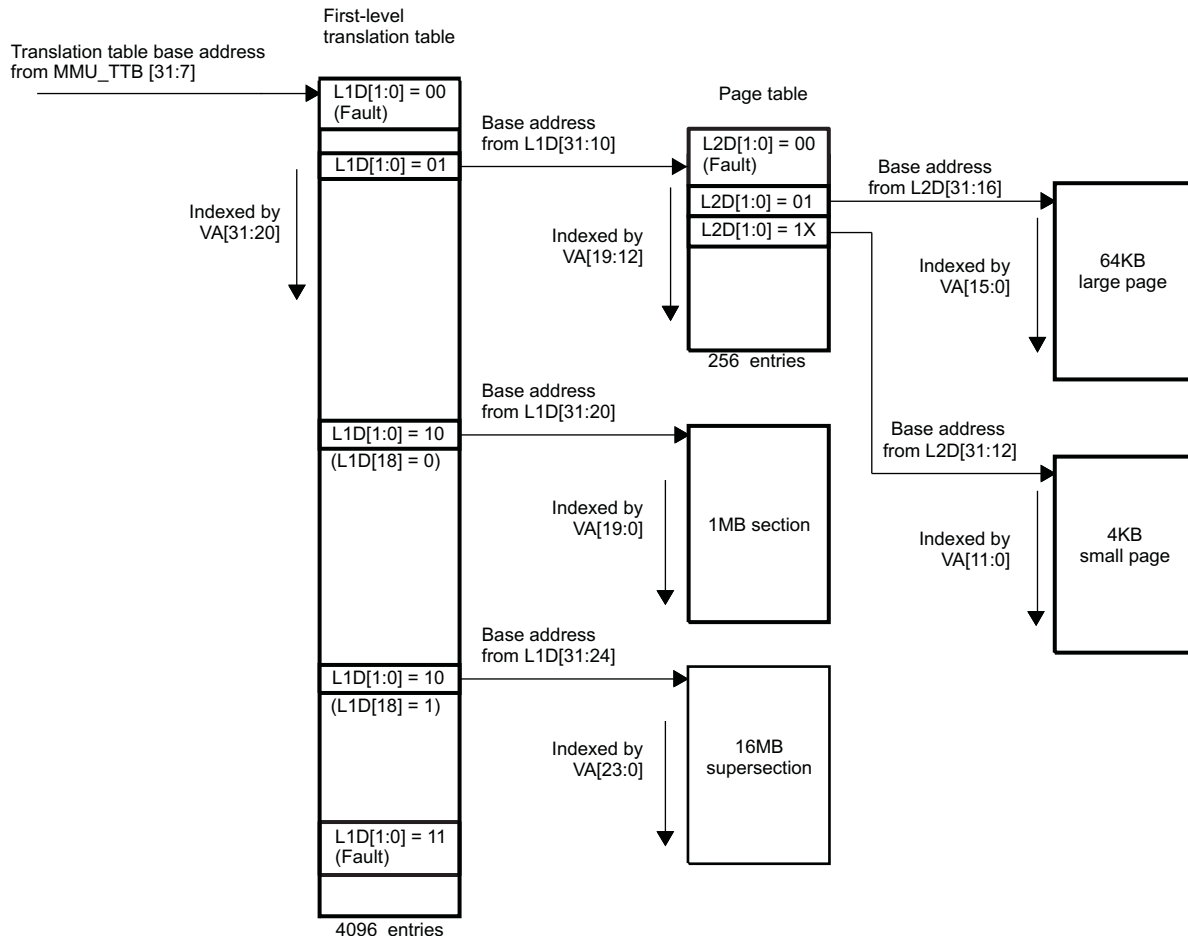 First-level
translation table
Translation table base address
from MMU_TTB [31:7]
L1D[1:0] = 00
(Fault)
Page table
Base address
from L1D[31:10]
L2D[1:0] = 00
(Fault)
L1D[1:0] = 01
Base address
from L2D[31:16]
L2D[1:0] = 01
L2D[1:0] = 1X
Indexed by
VA[31:20]
Indexed by
VA[19:12]
Indexed by
VA[15:0]
64KB
large page
256 entries
Base address
from L1D[31:20]
L1D[1:0] = 10
(L1D[18] = 0)
Base address
from L2D[31:12]
Indexed by
VA[19:0]
1MB section
Indexed by
VA[11:0]
4KB
small page
Base address
from L1D[31:24]
L1D[1:0] = 10
(L1D[18] = 1)
Indexed by
VA[23:0]
16MB
supersection
L1D[1:0] = 11
(Fault)
4096 entries